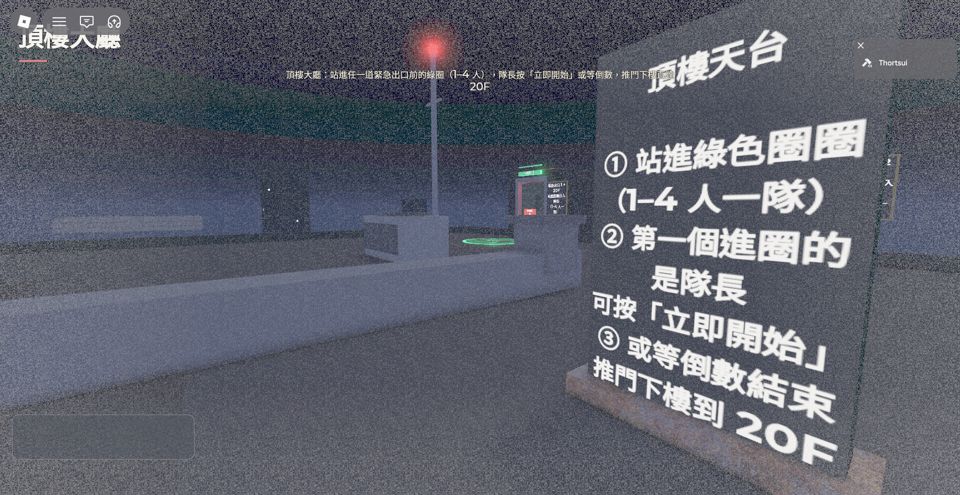 頂樓大廳
頂樓大廳：站進任一道緊急出口前的綠圈（1–4 人），隊長按「立即開始」或等倒數，推門下樓
20F
Thortsui
頂樓天台
① 站進綠色圈圈
（1–4 人一隊）
② 第一個進圈的
是隊長
可按「立即開始」
③ 或等倒數結束
推門下樓到 20F